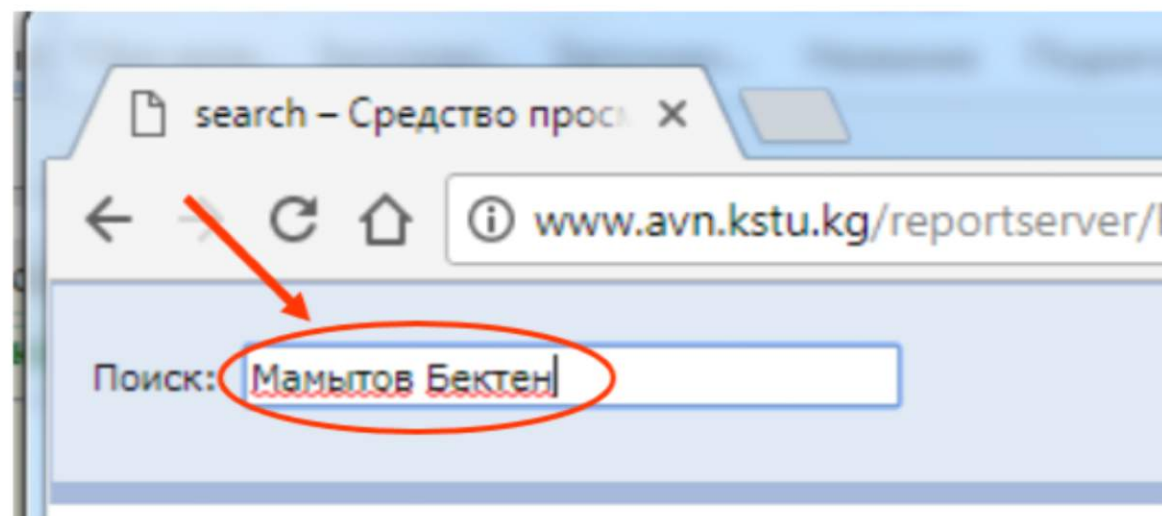 search – Средство прос
www.avn.kstu.kg/reportserver/
Поиск: Мамытов Бектен